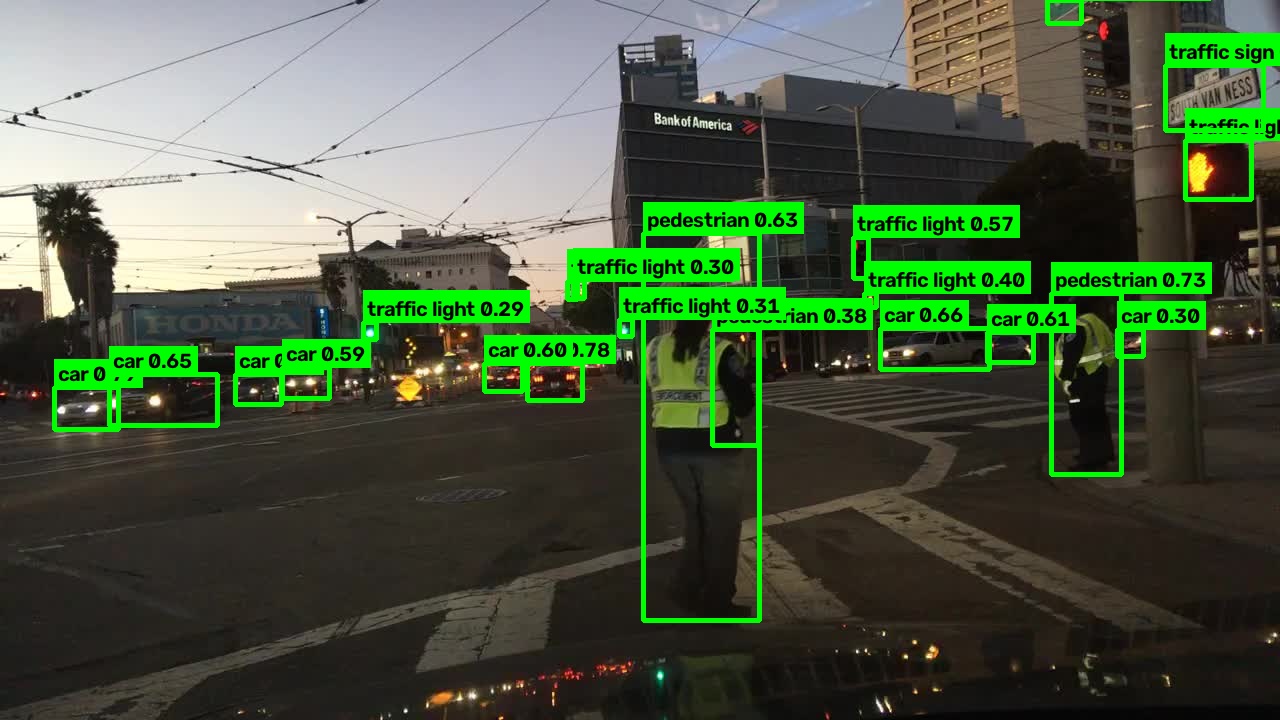 traffic sign
SOUTH VAN NESS
Bank of America
pedestrian 0.63
traffic light 0.57
traffic light 0.30
traffic light 0.40
pedestrian 0.73
traffic light 0.29
traffic light 0.31
0.38
car 0.66
car 0.61
car 0.30
HONDA
car 0.65
car 0.59
car 0.60
0.78
car